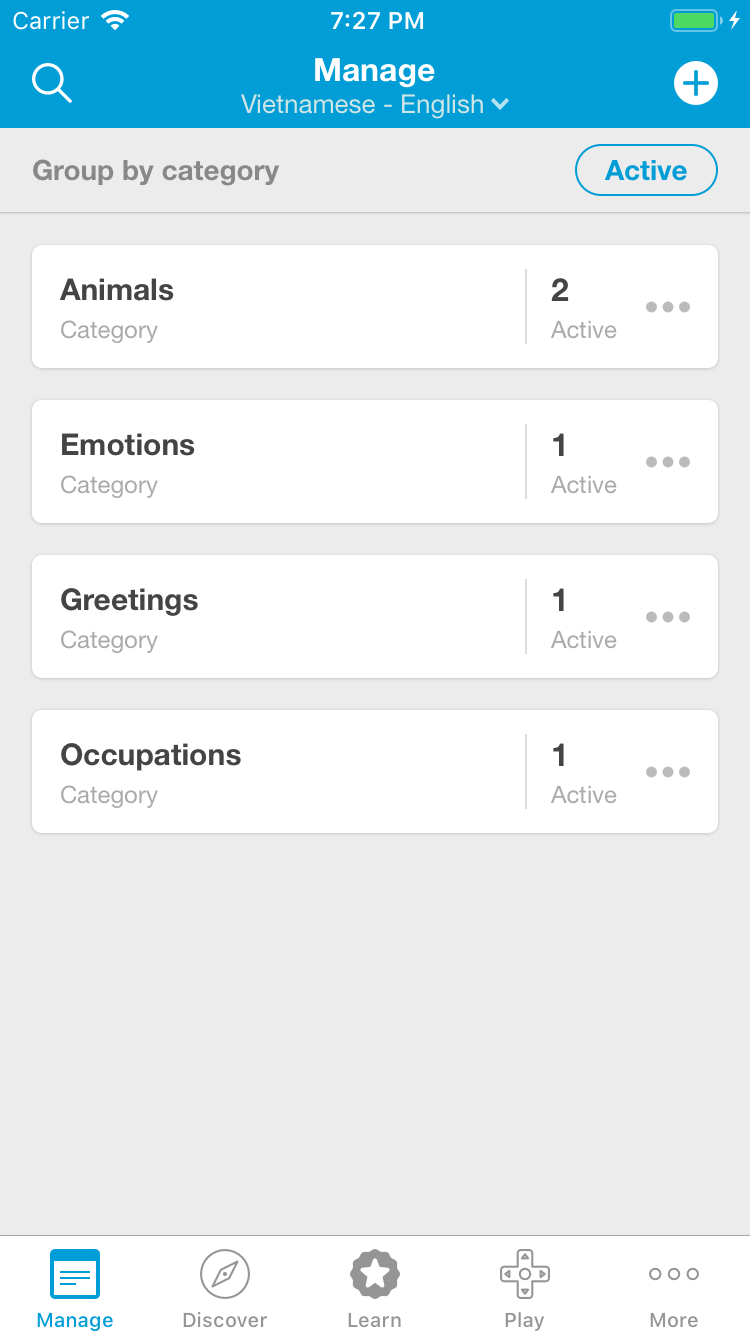 Carrier 7:27 PM
Manage
Vietnamese - English
Group by category
Active
Animals
Category
2
Active
Emotions
Category
1
Active
Greetings
Category
1
Active
Occupations
Category
1
Active
Manage Discover Learn Play More